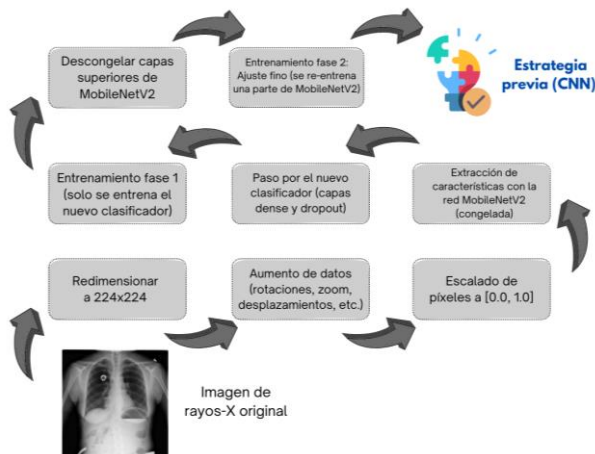 Descongelar capas
superiores de
MobileNetV2
Entrenamiento fase 2:
Ajuste fino (se re-entrena
una parte de MobileNetV2)
Estrategia
previa (CNN)
Entrenamiento fase 1
(solo se entrena el
nuevo clasificador)
Paso por el nuevo
clasificador (capas
dense y dropout)
Extracción de
características con la
red MobileNetV2
(congelada)
Redimensionar
a 224x224
Aumento de datos
(rotaciones, zoom,
desplazamientos, etc.)
Escalado de
píxeles a [0.0, 1.0]
Imagen de
rayos-X original